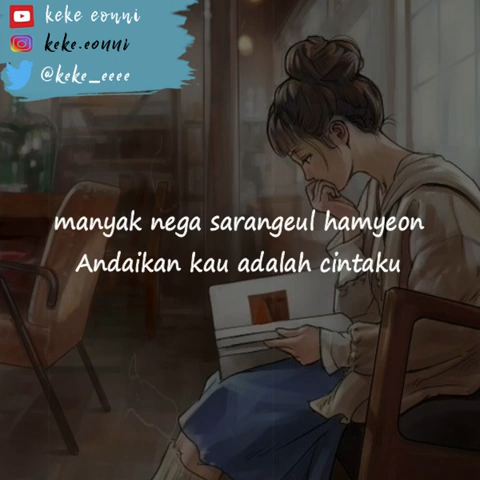 keke eonni
keke.eonni
@keke_eeee
manyak nega sarangeul hamyeon
Andaikan kau adalah cintaku